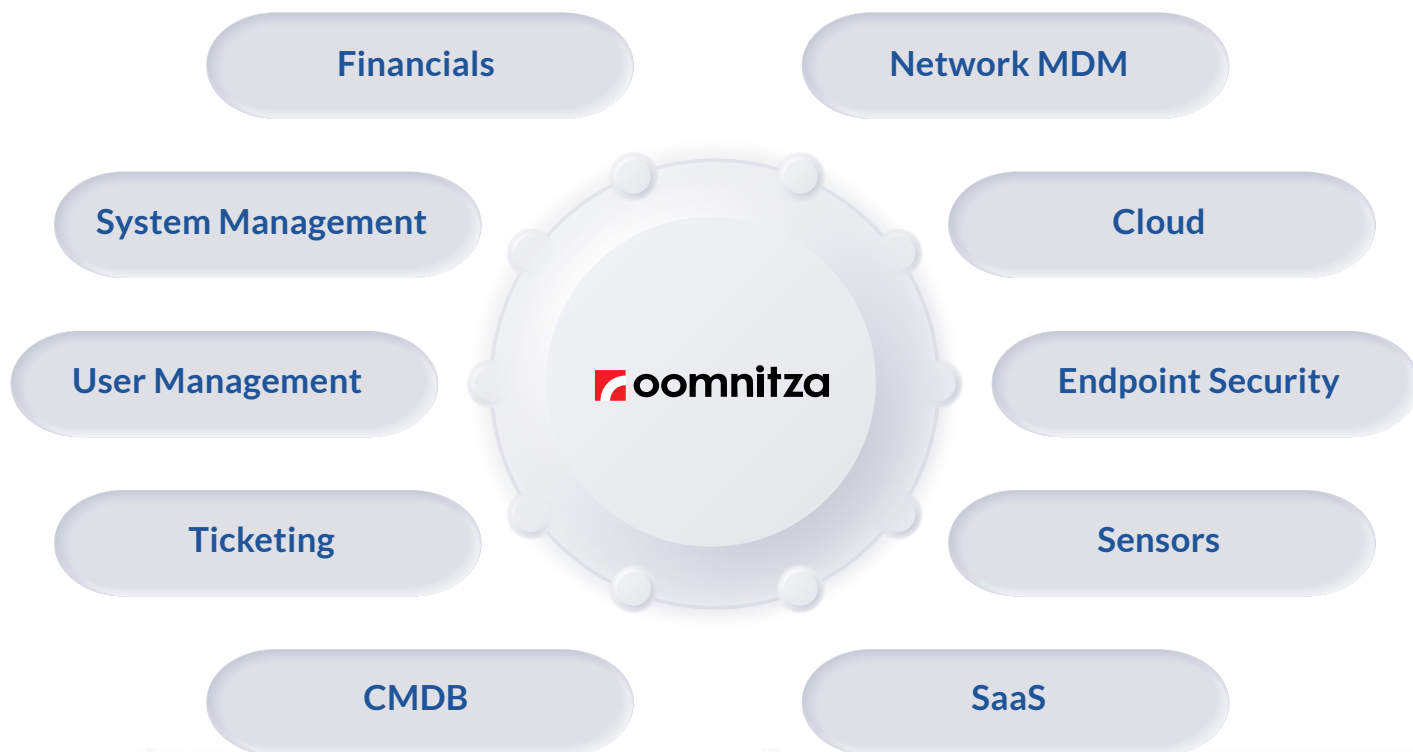 Financials
Network MDM
System Management
Cloud
User Management
oomnitza
Endpoint Security
Ticketing
Sensors
CMDB
SaaS